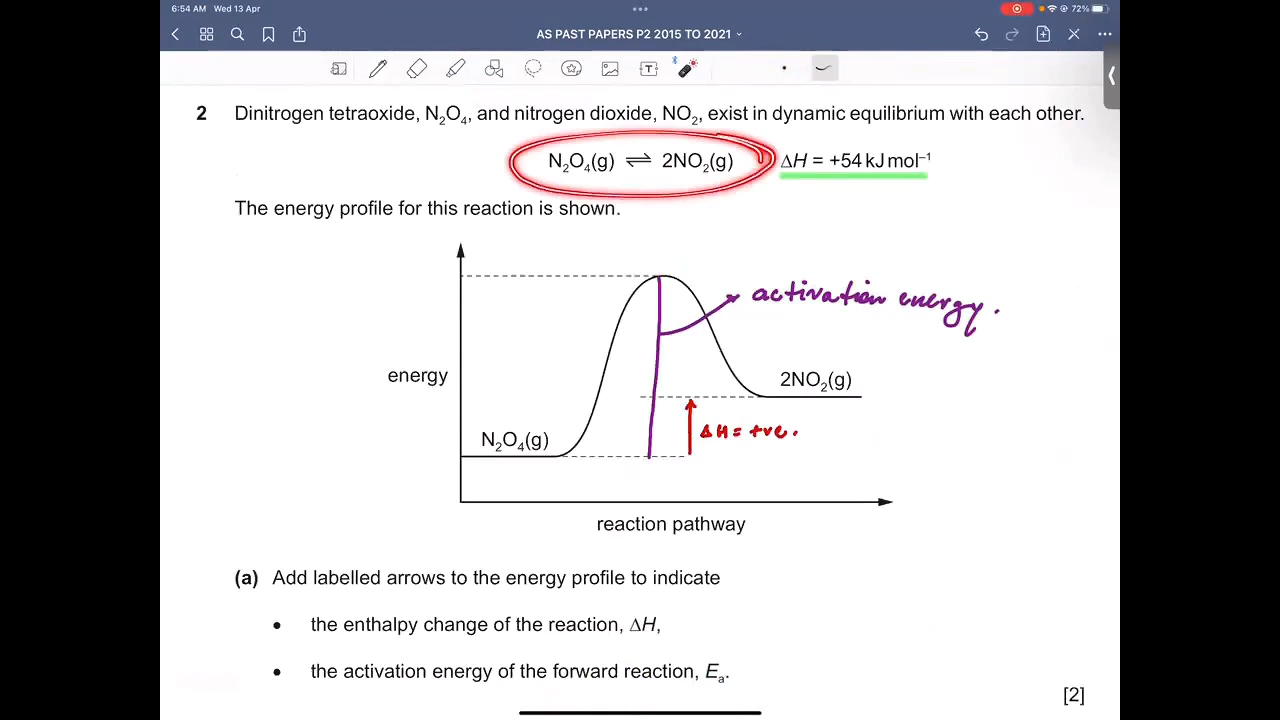 6:54 AM Wed 13 Apr
72%
AS PAST PAPERS P2 2015 TO 2021
2 Dinitrogen tetraoxide, N₂O₄, and nitrogen dioxide, NO₂, exist in dynamic equilibrium with each other.
N₂O₄(g) ⇌ 2NO₂(g) ΔH = +54 kJ mol⁻¹
The energy profile for this reaction is shown.
activation energy.
2NO₂(g)
energy
ΔH = +ve.
N₂O₄(g)
reaction pathway
(a) Add labelled arrows to the energy profile to indicate
• the enthalpy change of the reaction, ΔH,
• the activation energy of the forward reaction, Eₐ.
[2]